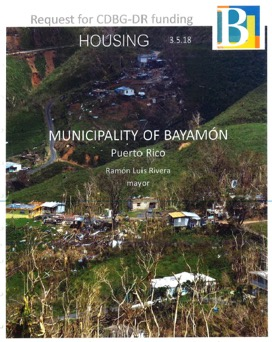 Request for CDBG-DR funding
HOUSING 3.5.18
MUNICIPALITY OF BAYAMÓN
Puerto Rico
Ramón Luis Rivera
mayor
B